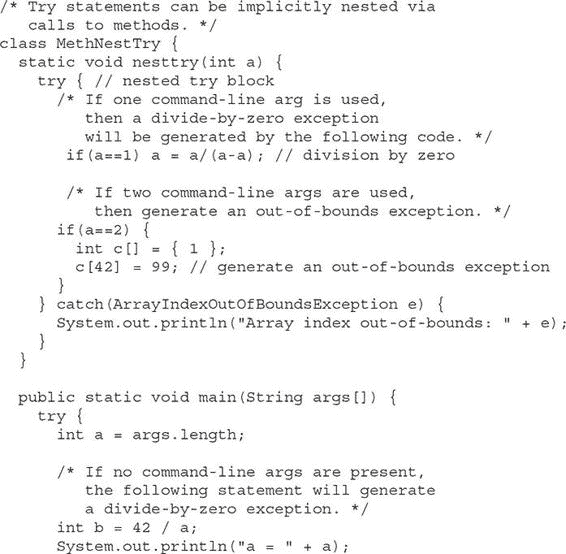 /* Try statements can be implicitly nested via
   calls to methods. */
class MethNestTry {
  static void nesttry(int a) {
    try { // nested try block
      /* If one command-line arg is used,
         then a divide-by-zero exception
         will be generated by the following code. */
       if(a==1) a = a/(a-a); // division by zero

       /* If two command-line args are used,
          then generate an out-of-bounds exception. */
      if(a==2) {
        int c[] = { 1 };
        c[42] = 99; // generate an out-of-bounds exception
      }
    } catch(ArrayIndexOutOfBoundsException e) {
      System.out.println("Array index out-of-bounds: " + e);
    }
  }

  public static void main(String args[]) {
    try {
      int a = args.length;

      /* If no command-line args are present,
         the following statement will generate
         a divide-by-zero exception. */
      int b = 42 / a;
      System.out.println("a = " + a);